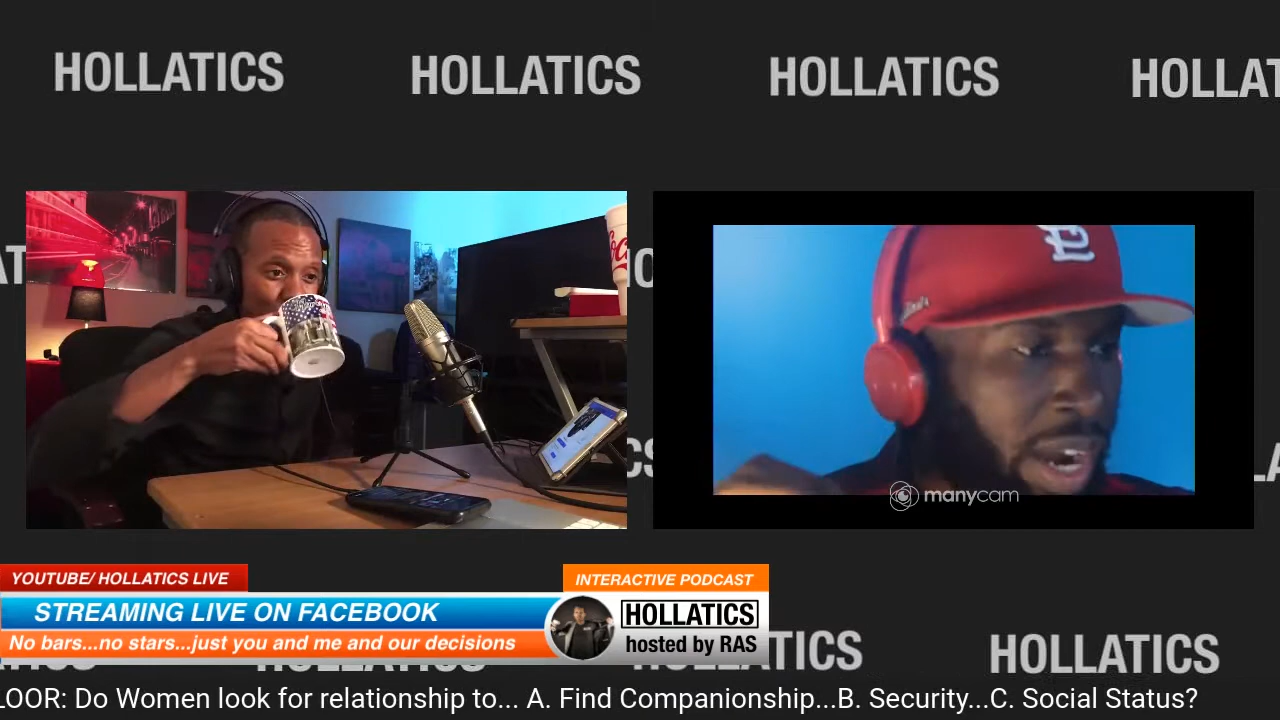 HOLLATICS HOLLATICS HOLLATICS HOLLAT
manycam
YOUTUBE/ HOLLATICS LIVE
INTERACTIVE PODCAST
STREAMING LIVE ON FACEBOOK
No bars...no stars...just you and me and our decisions
HOLLATICS
hosted by RAS
HOLLATICS
LOOR: Do Women look for relationship to... A. Find Companionship...B. Security...C. Social Status?